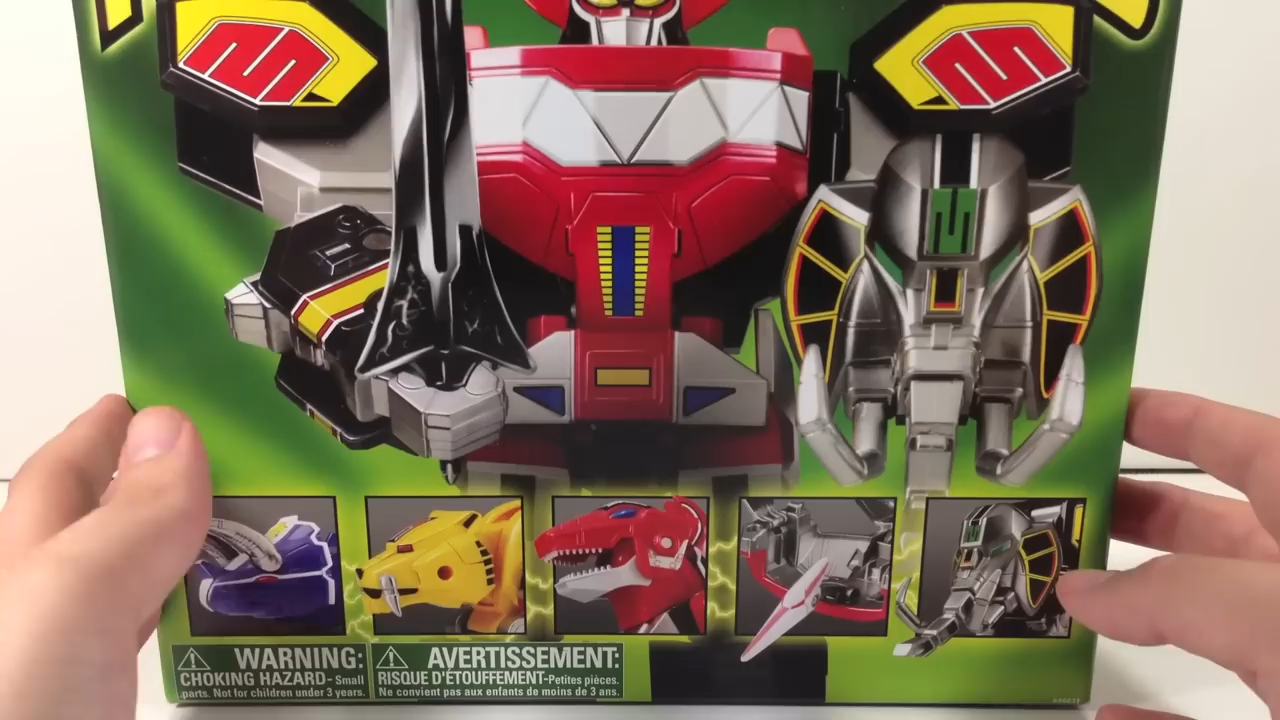 WARNING:
CHOKING HAZARD- Small
parts. Not for children under 3 years.
AVERTISSEMENT:
RISQUE D'ÉTOUFFEMENT-Petites pièces.
Ne convient pas aux enfants de moins de 3 ans.